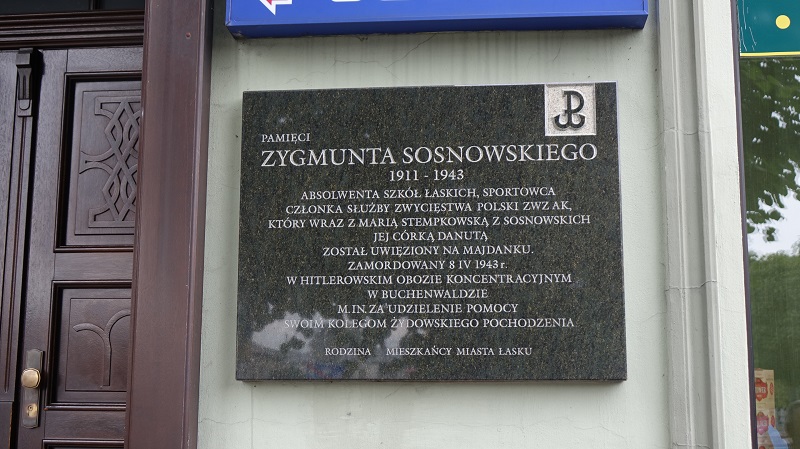 PAMIĘCI
ZYGMUNTA SOSNOWSKIEGO
1911 - 1943
ABSOLWENTA SZKÓŁ ŁASKICH, SPORTOWCA
CZŁONKA SŁUŻBY ZWYCIĘSTWA POLSKI ZWZ AK,
KTÓRY WRAZ Z MARIĄ STEMPKOWSKĄ Z SOSNOWSKICH
JEJ CÓRKĄ DANUTĄ
ZOSTAŁ UWIĘZIONY NA MAJDANKU.
ZAMORDOWANY 8 IV 1943 r.
W HITLEROWSKIM OBOZIE KONCENTRACYJNYM
W BUCHENWALDZIE
M.IN. ZA UDZIELENIE POMOCY
SWOIM KOLEGOM ŻYDOWSKIEGO POCHODZENIA
RODZINA MIESZKAŃCY MIASTA ŁASKU